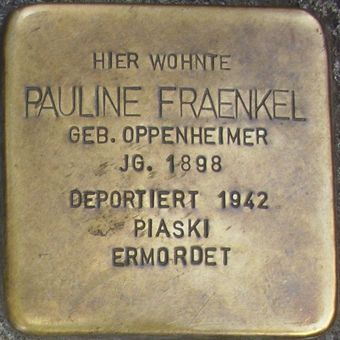 HIER WOHNTE
PAULINE FRAENKEL
GEB. OPPENHEIMER
JG. 1898
DEPORTIERT 1942
PIASKI
ERMORDET